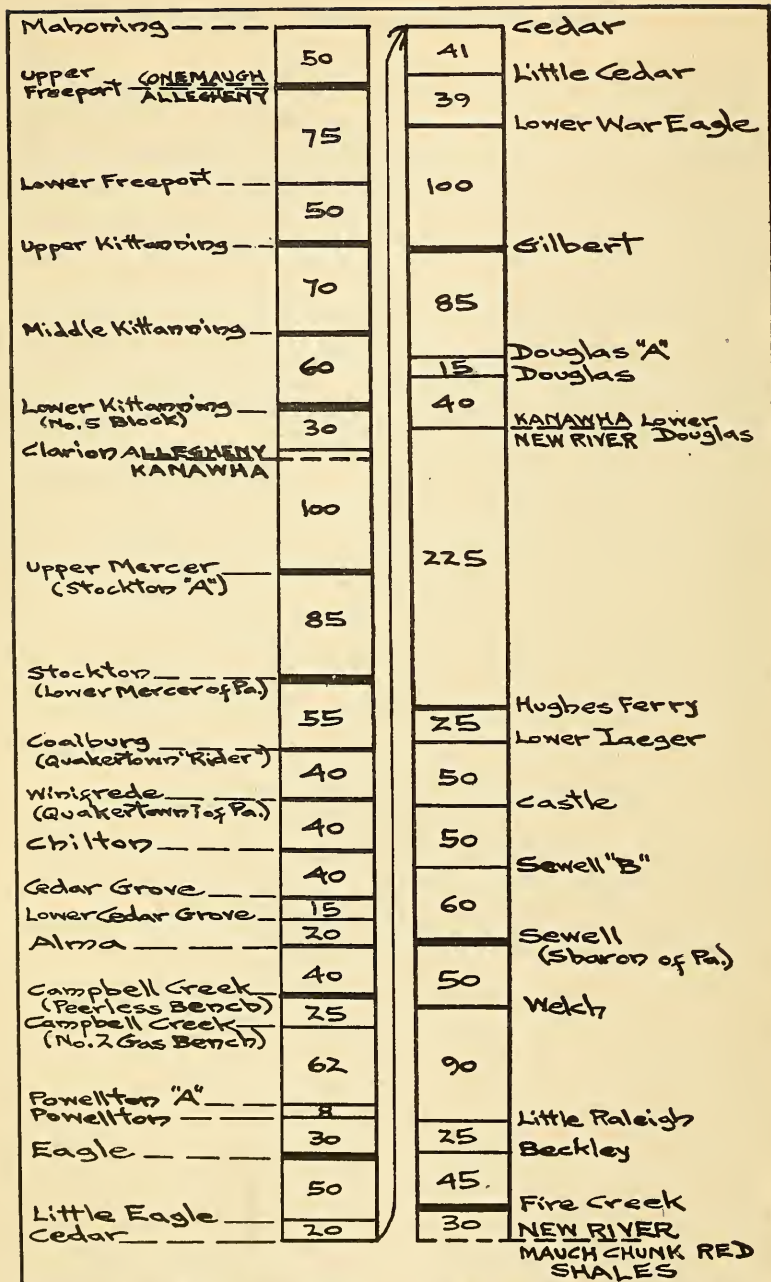 Mahoning
50
Upper
Freeport CONEMAUGH
ALLEGHENY
75
Lower Freeport
50
Upper Kittanning
70
Middle Kittanning
60
Lower Kittanning
(No. 5 Block)
30
Clarion ALLEGHENY
KANAWHA
100
Upper Mercer
(Stockton "A")
85
Stockton
(Lower Mercer of Pa.)
55
Coalburg
(Quakertown "Rider")
40
Winifrede
(Quakertown ? of Pa.)
40
Chilton
40
Cedar Grove
15
Lower Cedar Grove
20
Alma
40
Campbell Creek
(Peerless Bench)
25
Campbell Creek
(No. 2 Gas Bench)
62
Powellton "A"
8
Powellton
30
Eagle
50
Little Eagle
20
Cedar
Cedar
41
Little Cedar
39
Lower War Eagle
100
Gilbert
85
Douglas "A"
15
Douglas
40
KANAWHA Lower
NEW RIVER Douglas
225
Hughes Ferry
25
Lower Iaeger
50
Castle
50
Sewell "B"
60
Sewell
(Sharon of Pa.)
50
Welch
90
Little Raleigh
25
Beckley
45
Fire Creek
30
NEW RIVER
MAUCH CHUNK RED
SHALES